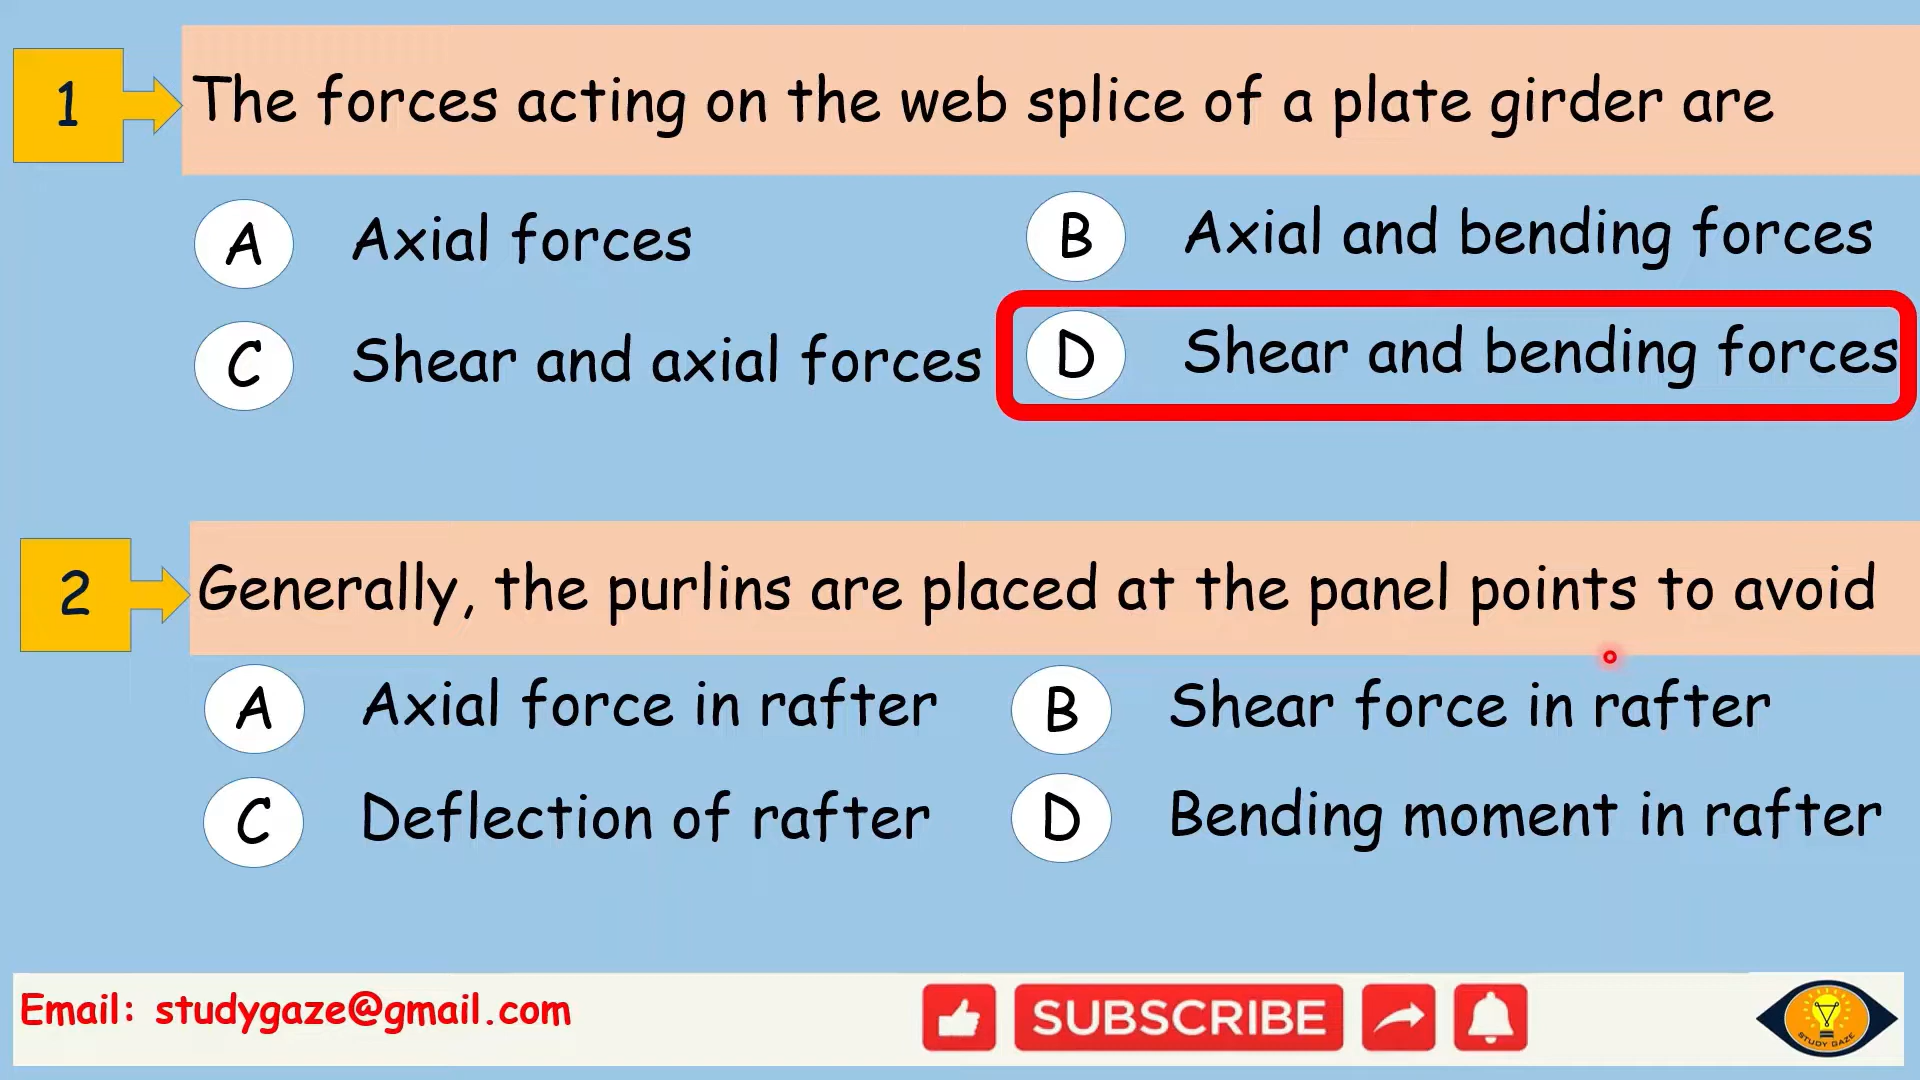 1
The forces acting on the web splice of a plate girder are
A Axial forces
B Axial and bending forces
C Shear and axial forces
D Shear and bending forces
2
Generally, the purlins are placed at the panel points to avoid
A Axial force in rafter
B Shear force in rafter
C Deflection of rafter
D Bending moment in rafter
Email: studygaze@gmail.com
SUBSCRIBE
STUDY GAZE